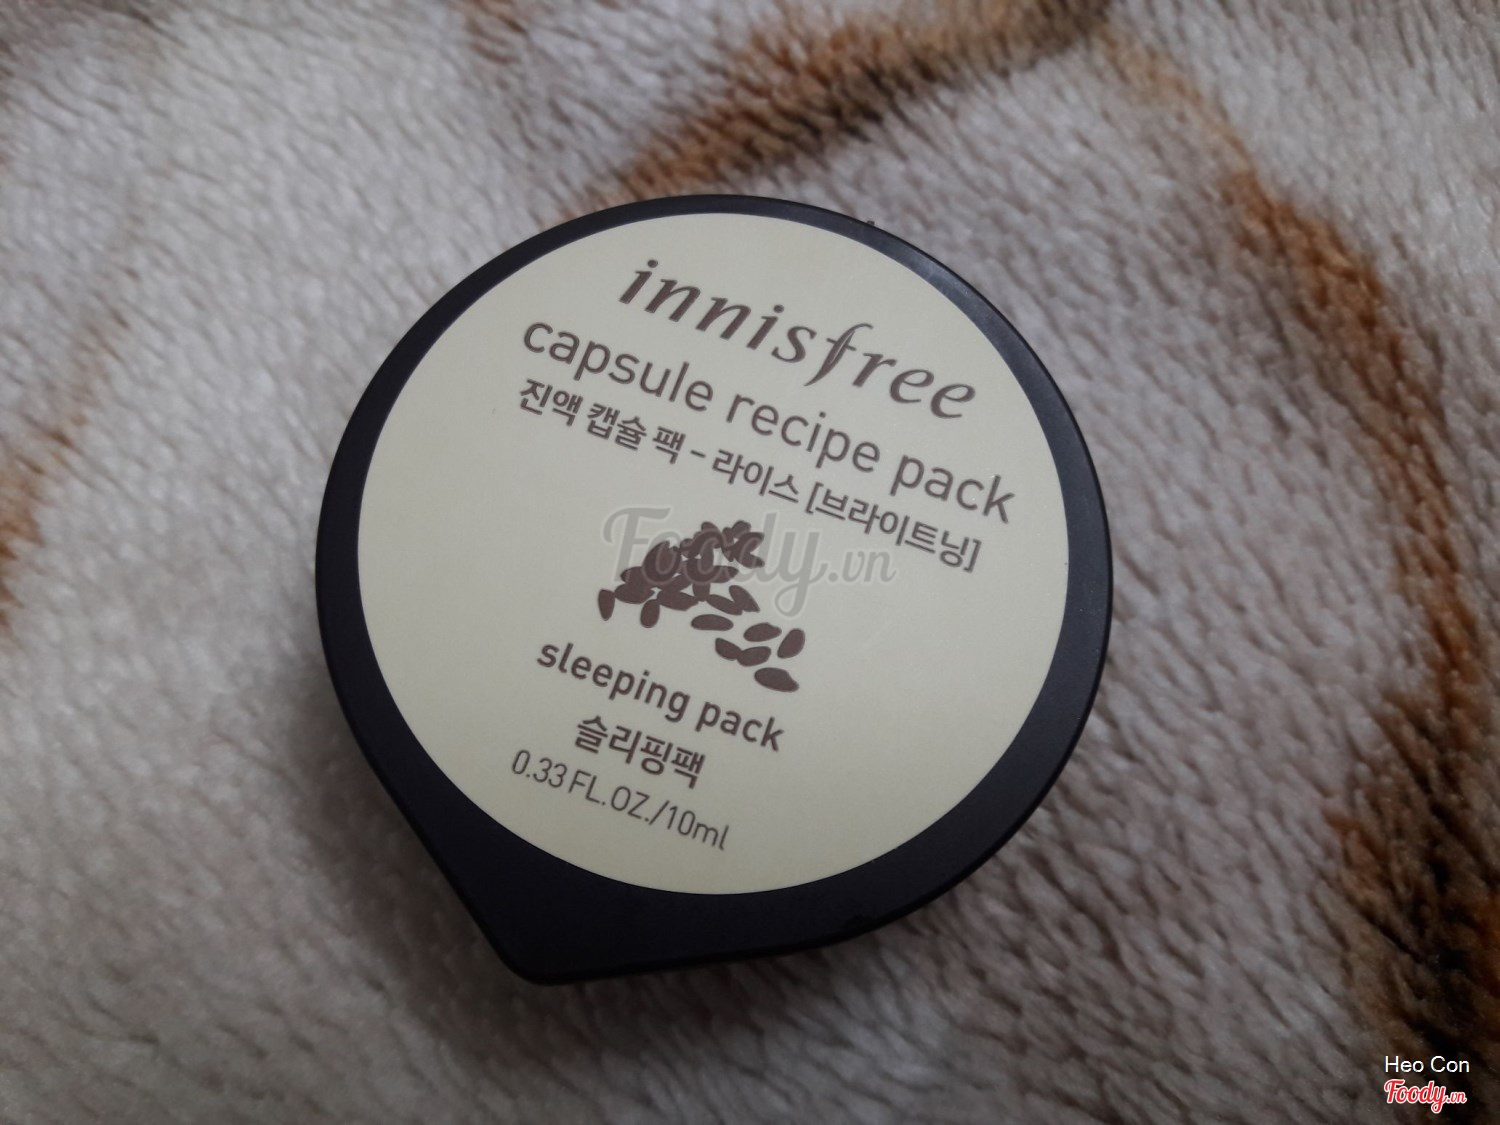 innisfree
capsule recipe pack
진액 캡슐 팩 - 라이스 [브라이트닝]
Foody.vn
sleeping pack
슬리핑팩
0.33 FL.OZ./10ml
Heo Con
Foody.vn